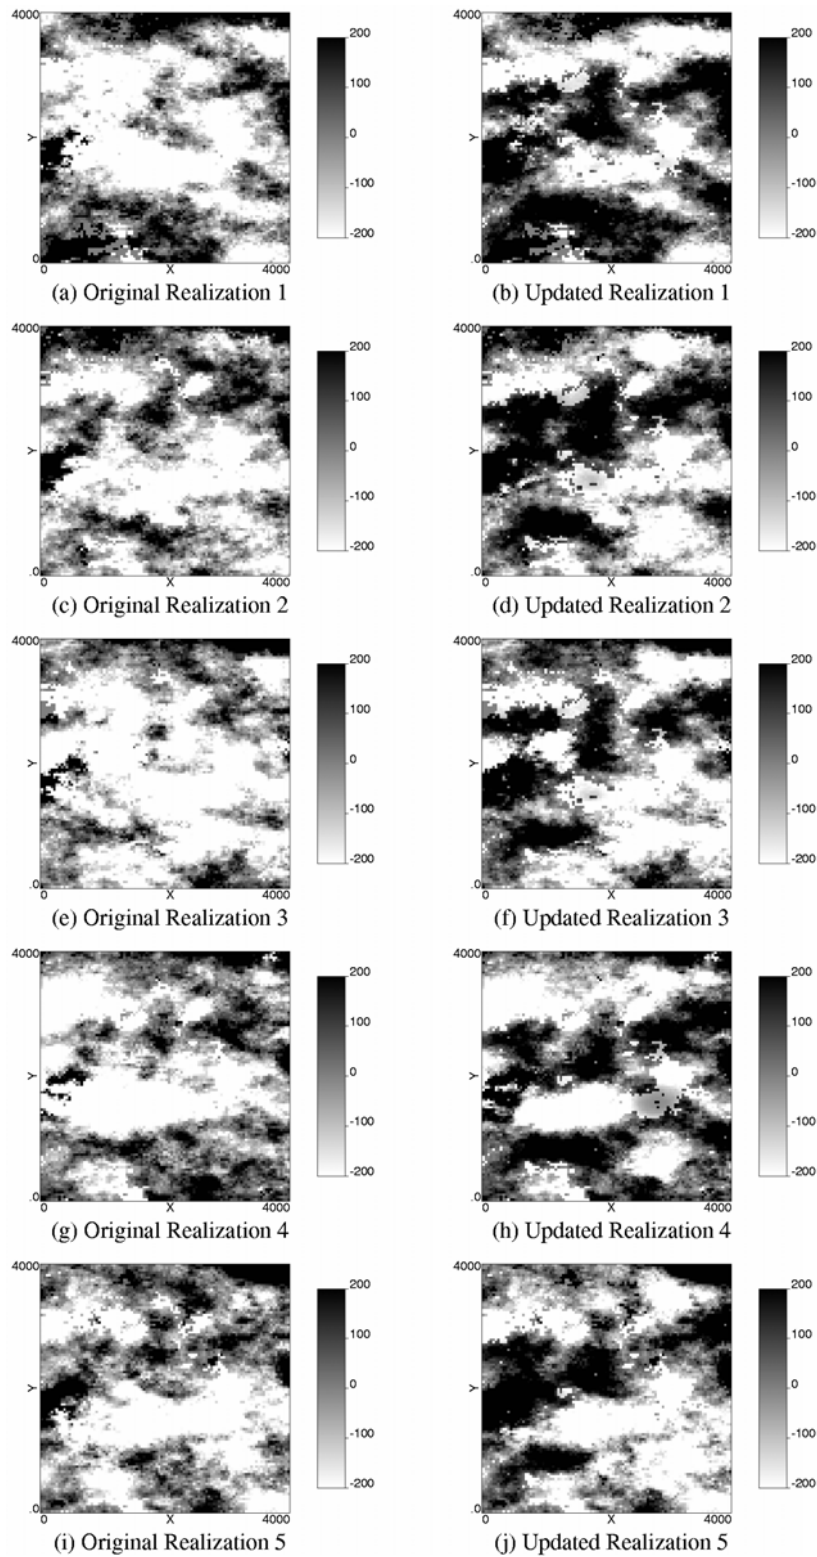 4000 200 4000 200
100 100
Y 0 Y 0
-100 -100
-200 -200
0 0
0 X 4000 0 X 4000
(a) Original Realization 1 (b) Updated Realization 1
4000 200 4000 200
100 100
Y 0 Y 0
-100 -100
-200 -200
.0 .0
0 X 4000 0 X 4000
(c) Original Realization 2 (d) Updated Realization 2
4000 200 4000 200
100 100
Y 0 Y 0
-100 -100
-200 -200
.0 .0
0 X 4000 0 X 4000
(e) Original Realization 3 (f) Updated Realization 3
4000 200 4000 200
100 100
Y 0 Y 0
-100 -100
-200 -200
.0 .0
0 X 4000 0 X 4000
(g) Original Realization 4 (h) Updated Realization 4
4000 200 4000 200
100 100
Y 0 Y 0
-100 -100
-200 -200
.0 .0
0 X 4000 0 X 4000
(i) Original Realization 5 (j) Updated Realization 5